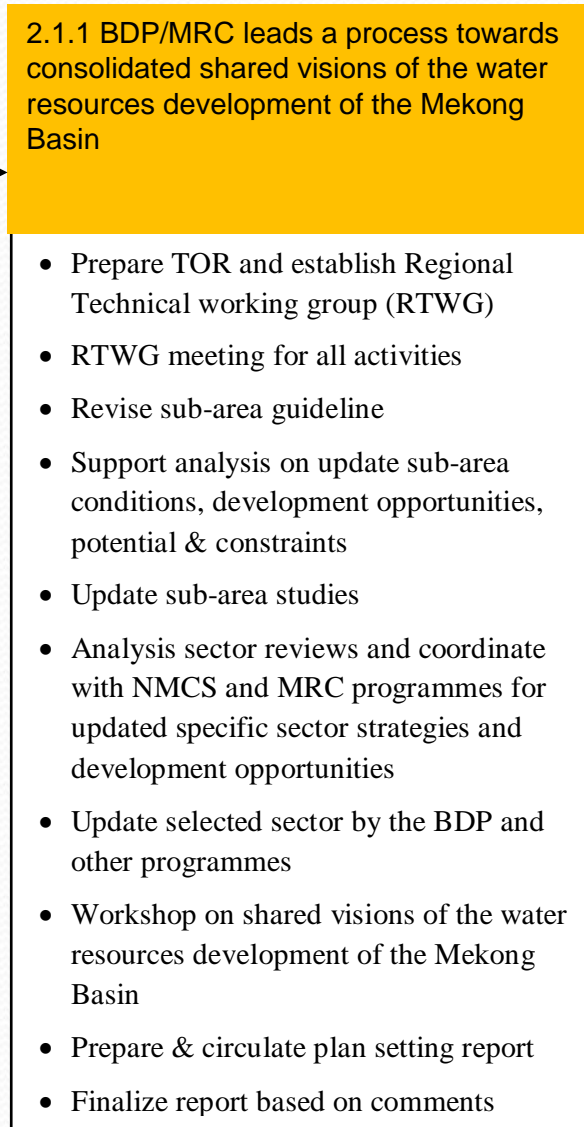 2.1.1 BDP/MRC leads a process towards
consolidated shared visions of the water
resources development of the Mekong
Basin
• Prepare TOR and establish Regional
Technical working group (RTWG)
• RTWG meeting for all activities
• Revise sub-area guideline
• Support analysis on update sub-area
conditions, development opportunities,
potential & constraints
• Update sub-area studies
• Analysis sector reviews and coordinate
with NMCS and MRC programmes for
updated specific sector strategies and
development opportunities
• Update selected sector by the BDP and
other programmes
• Workshop on shared visions of the water
resources development of the Mekong
Basin
• Prepare & circulate plan setting report
• Finalize report based on comments